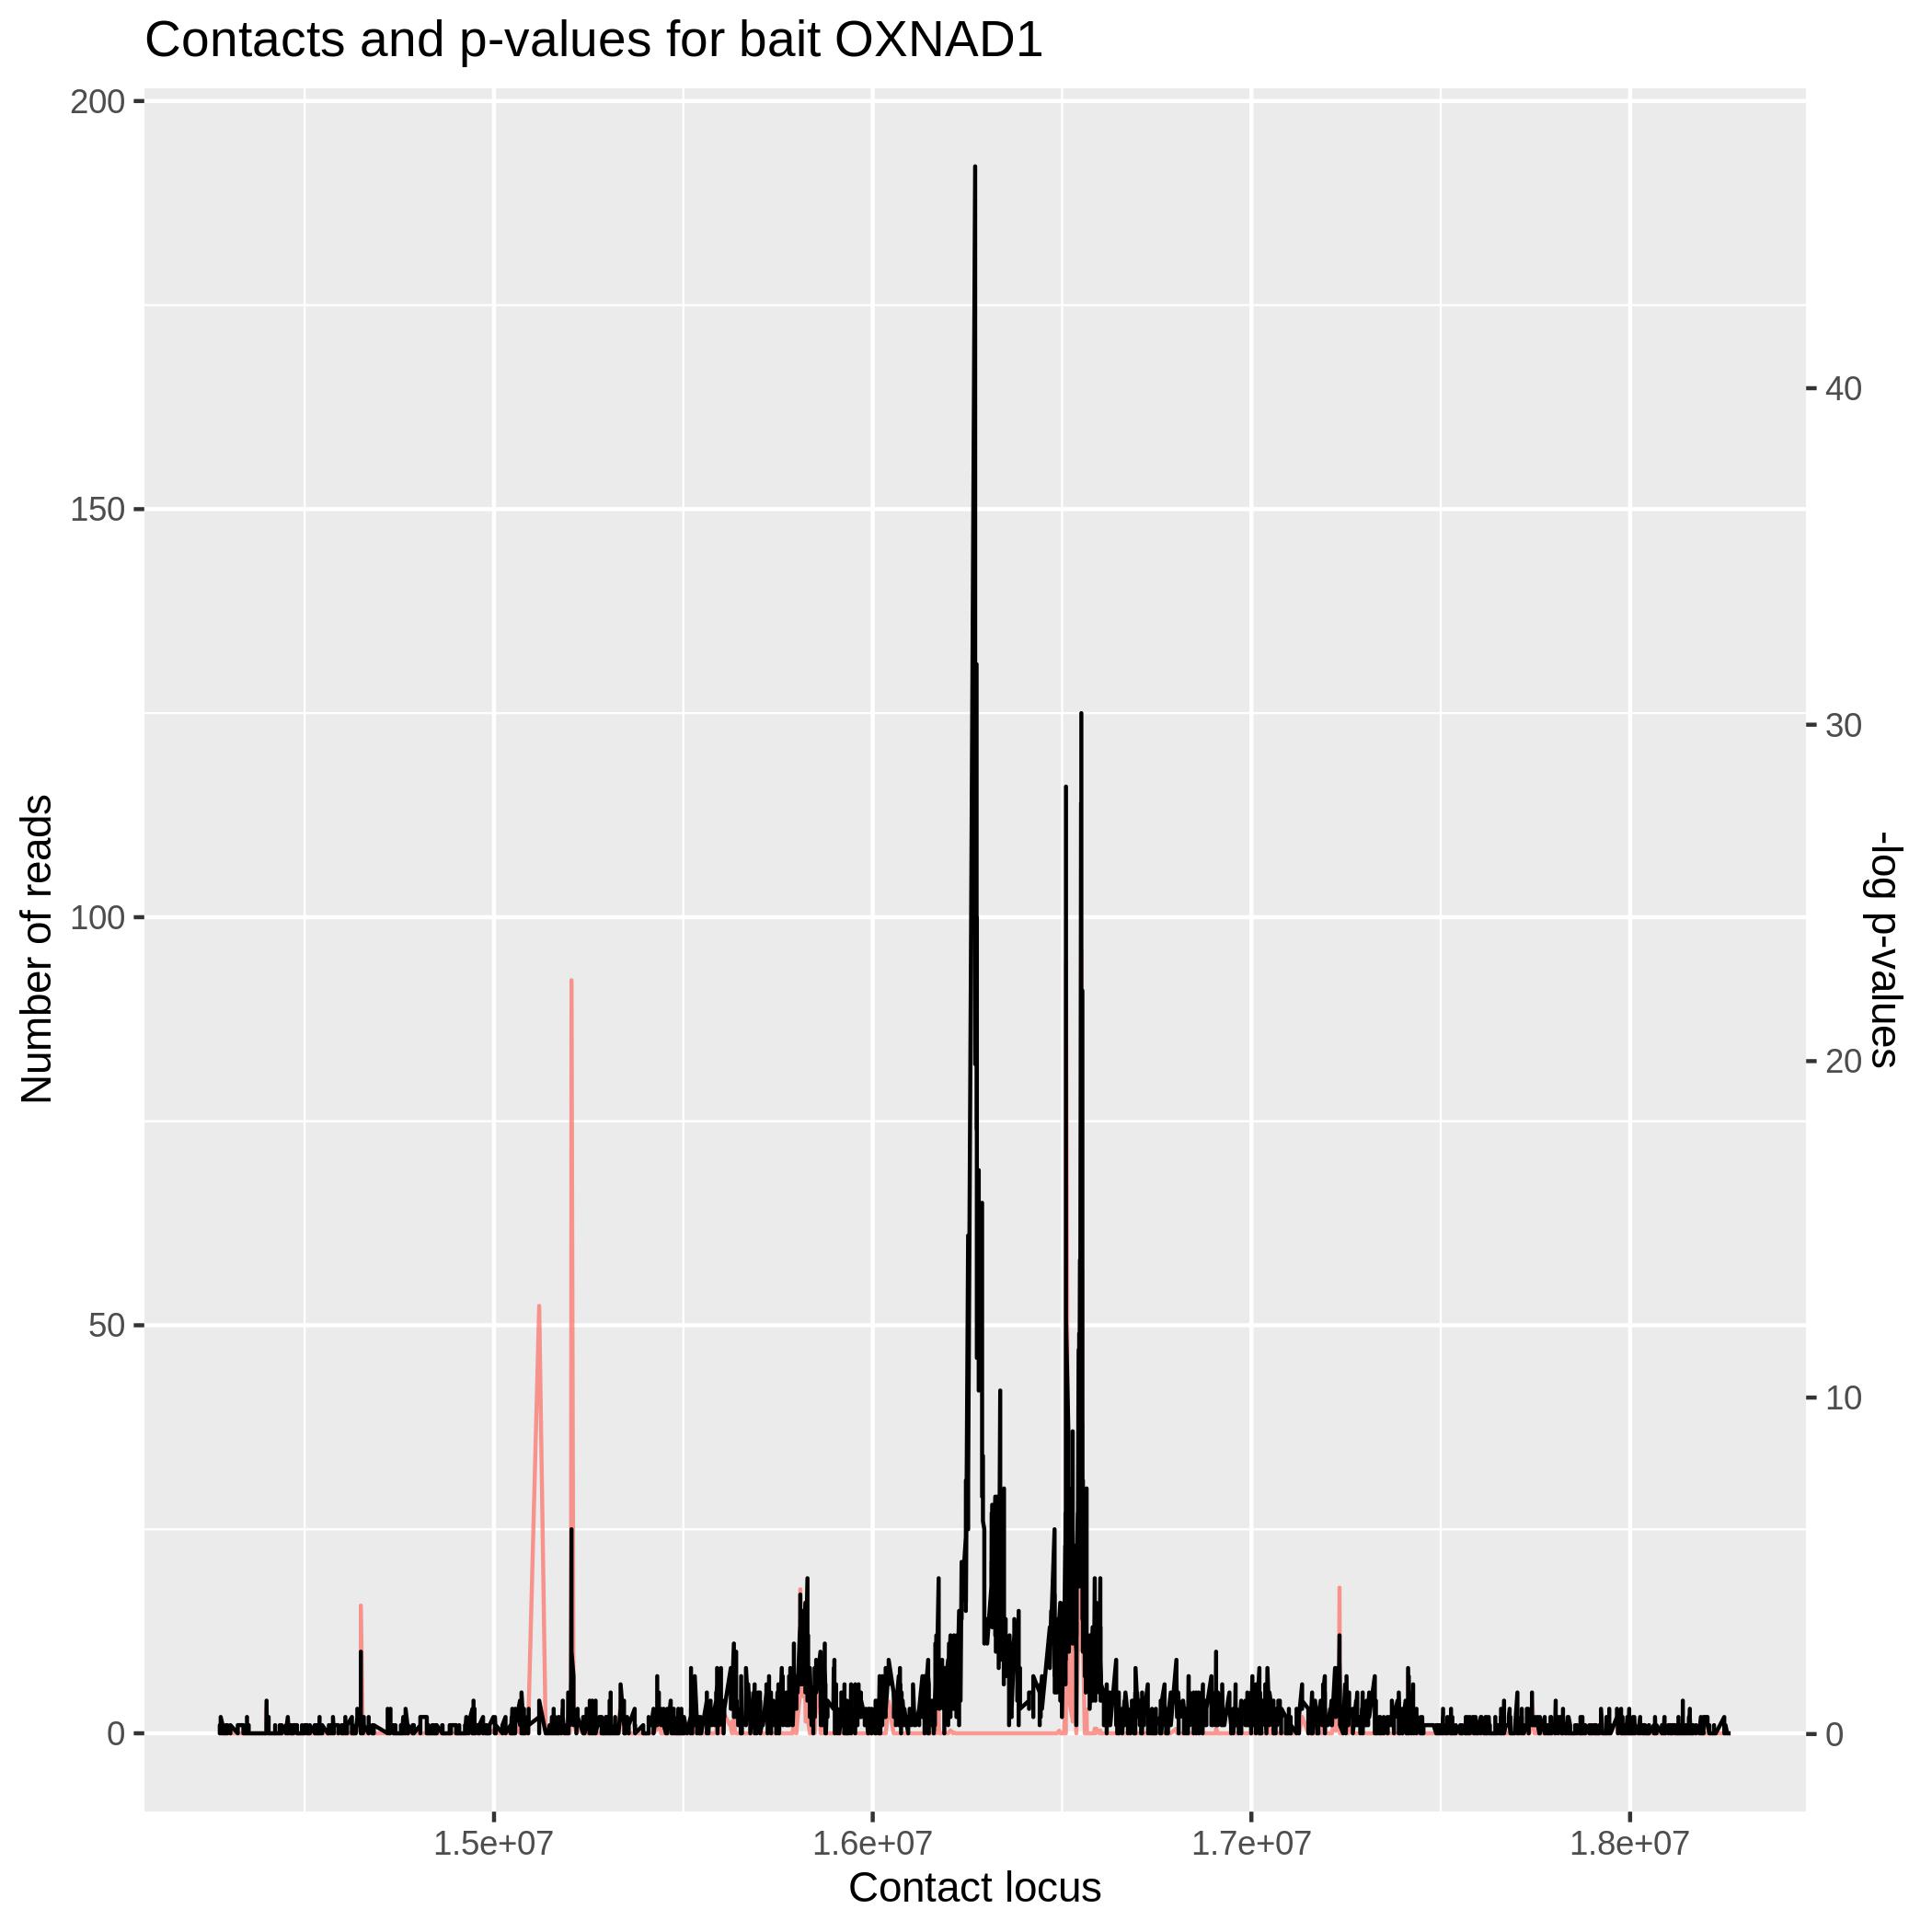 Contacts and p-values for bait OXNAD1
200
150
100
50
0
Number of reads
40
30
20
10
0
-log p-values
1.5e+07
1.6e+07
1.7e+07
1.8e+07
Contact locus